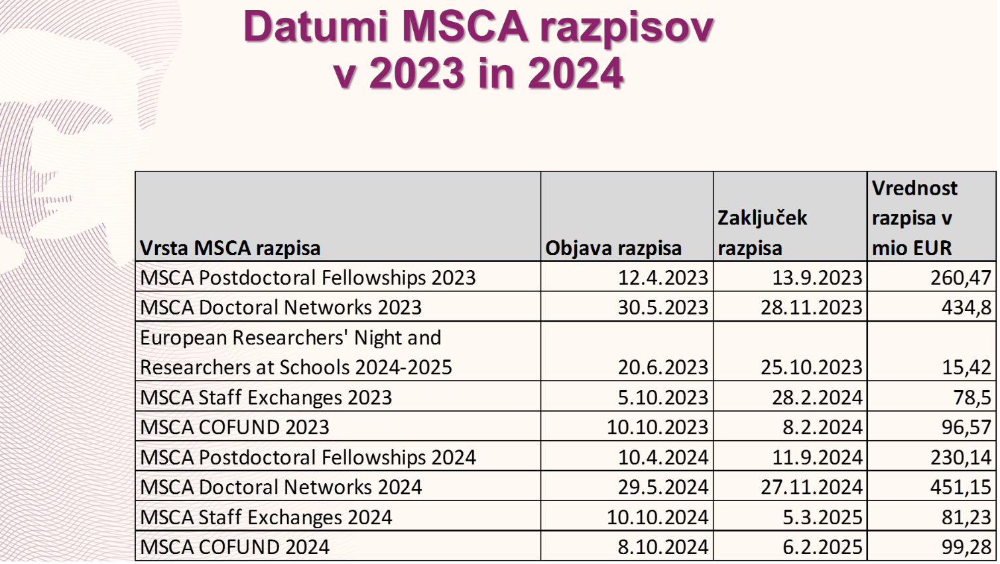 Datumi MSCA razpisov
v 2023 in 2024
Vrsta MSCA razpisa Objava razpisa Zaključek razpisa Vrednost razpisa v mio EUR
MSCA Postdoctoral Fellowships 2023 12.4.2023 13.9.2023 260,47
MSCA Doctoral Networks 2023 30.5.2023 28.11.2023 434,8
European Researchers' Night and
Researchers at Schools 2024-2025 20.6.2023 25.10.2023 15,42
MSCA Staff Exchanges 2023 5.10.2023 28.2.2024 78,5
MSCA COFUND 2023 10.10.2023 8.2.2024 96,57
MSCA Postdoctoral Fellowships 2024 10.4.2024 11.9.2024 230,14
MSCA Doctoral Networks 2024 29.5.2024 27.11.2024 451,15
MSCA Staff Exchanges 2024 10.10.2024 5.3.2025 81,23
MSCA COFUND 2024 8.10.2024 6.2.2025 99,28